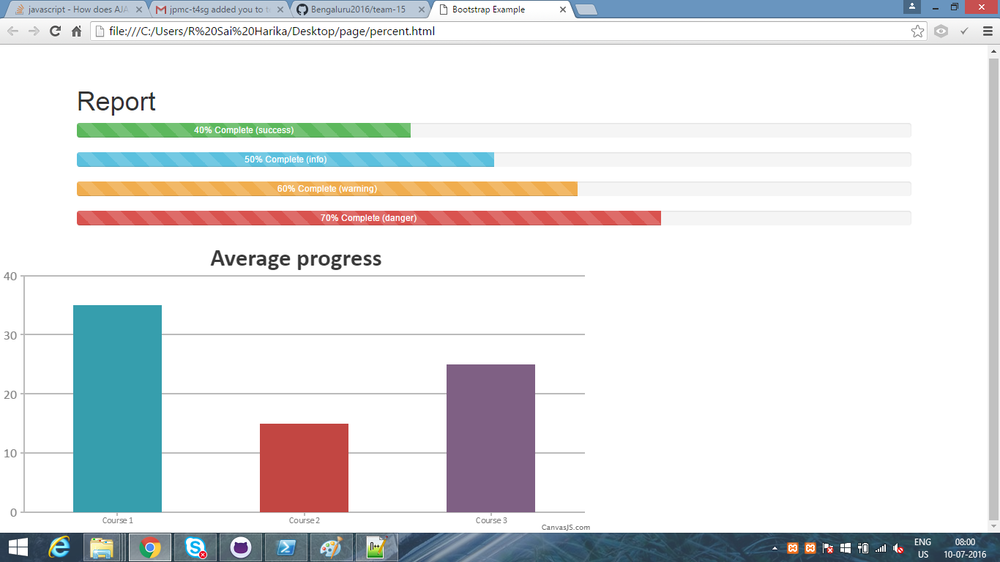 javascript - How does AJA
jpmc-t4sg added you to t
Bengaluru2016/team-15
Bootstrap Example
file:///C:/Users/R%20Sai%20Harika/Desktop/page/percent.html
Report
40% Complete (success)
50% Complete (info)
60% Complete (warning)
70% Complete (danger)
Average progress
40
30
20
10
0
Course 1
Course2
Course 3
CanvasJS.com
ENG
US
08:00
10-07-2016